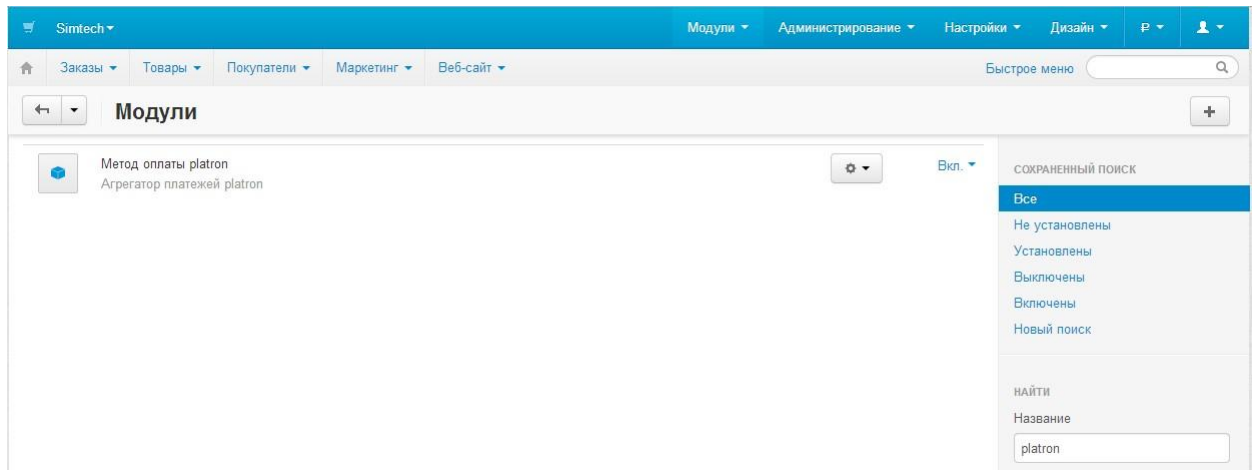 Simtech
Модули
Администрирование
Настройки
Дизайн
₽
Заказы
Товары
Покупатели
Маркетинг
Веб-сайт
Быстрое меню
Модули
Метод оплаты platron
Агрегатор платежей platron
Вкл.
СОХРАНЕННЫЙ ПОИСК
Все
Не установлены
Установлены
Выключены
Включены
Новый поиск
НАЙТИ
Название
platron